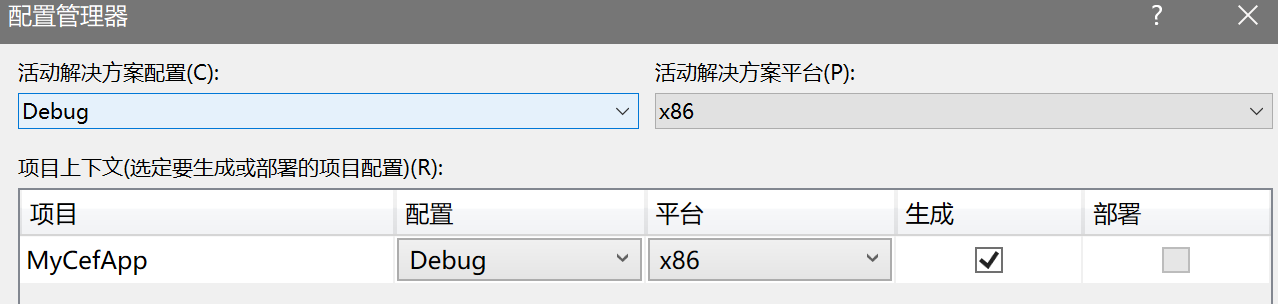 配置管理器 ?
活动解决方案配置(C): 活动解决方案平台(P):
Debug x86
项目上下文(选定要生成或部署的项目配置)(R):
项目 配置 平台 生成 部署
MyCefApp Debug x86